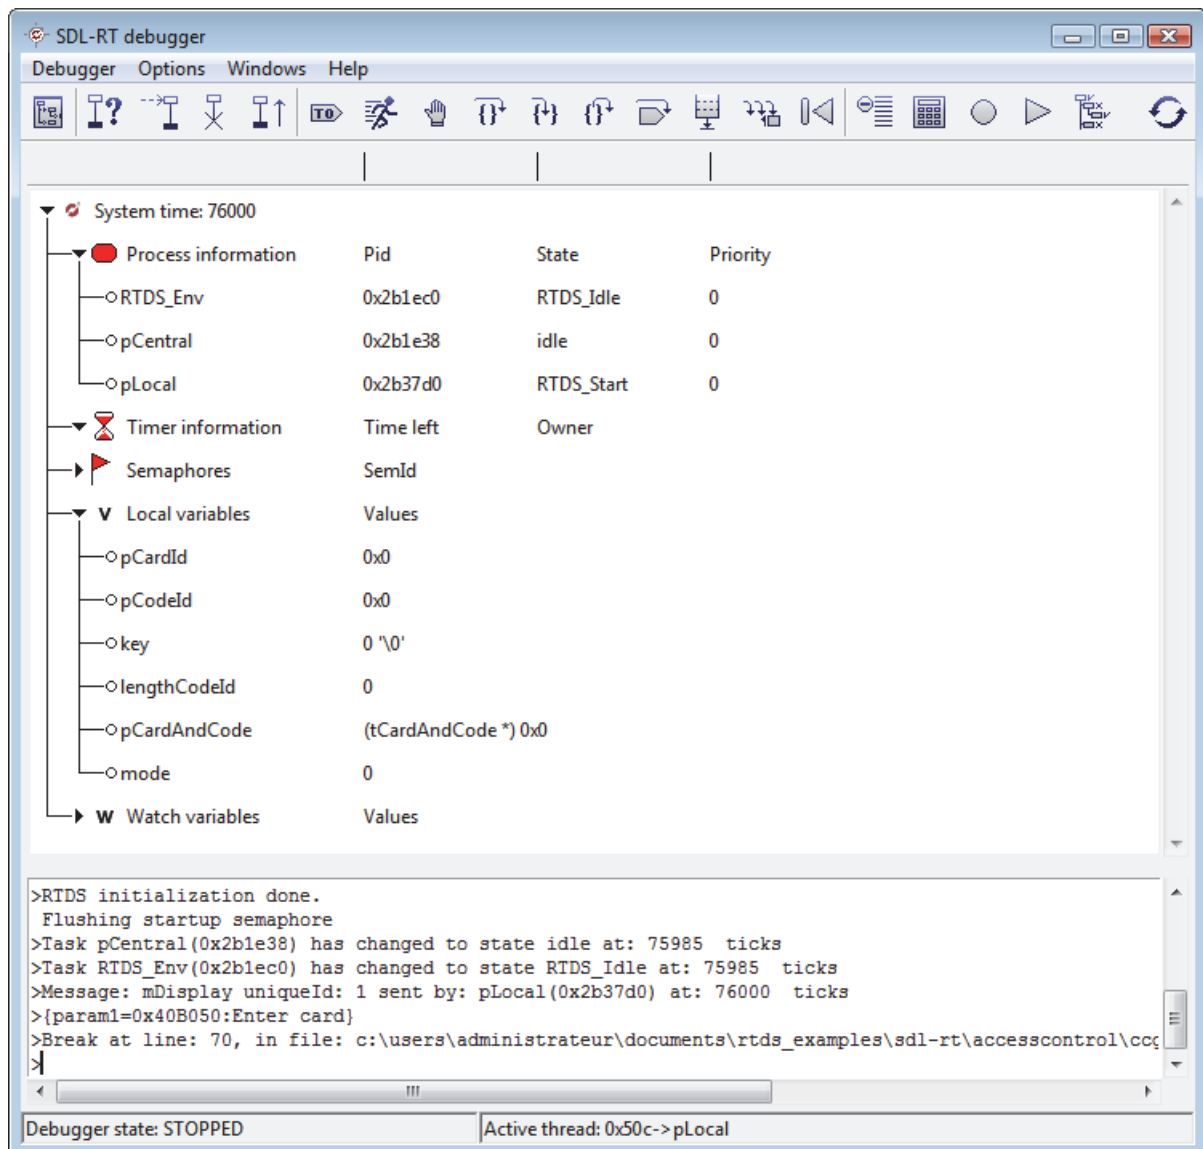 SDL-RT debugger
Debugger Options Windows Help
TO
System time: 76000
Process information Pid State Priority
RTDS_Env 0x2b1ec0 RTDS_Idle 0
pCentral 0x2b1e38 idle 0
pLocal 0x2b37d0 RTDS_Start 0
Timer information Time left Owner
Semaphores SemId
V Local variables Values
pCardId 0x0
pCodeId 0x0
key 0 '\0'
lengthCodeId 0
pCardAndCode (tCardAndCode *) 0x0
mode 0
W Watch variables Values
>RTDS initialization done.
Flushing startup semaphore
>Task pCentral(0x2b1e38) has changed to state idle at: 75985 ticks
>Task RTDS_Env(0x2b1ec0) has changed to state RTDS_Idle at: 75985 ticks
>Message: mDisplay uniqueId: 1 sent by: pLocal(0x2b37d0) at: 76000 ticks
>{param1=0x40B050:Enter card}
>Break at line: 70, in file: c:\users\administrateur\documents\rtds_examples\sdl-rt\accesscontrol\ccg
>
Debugger state: STOPPED Active thread: 0x50c->pLocal